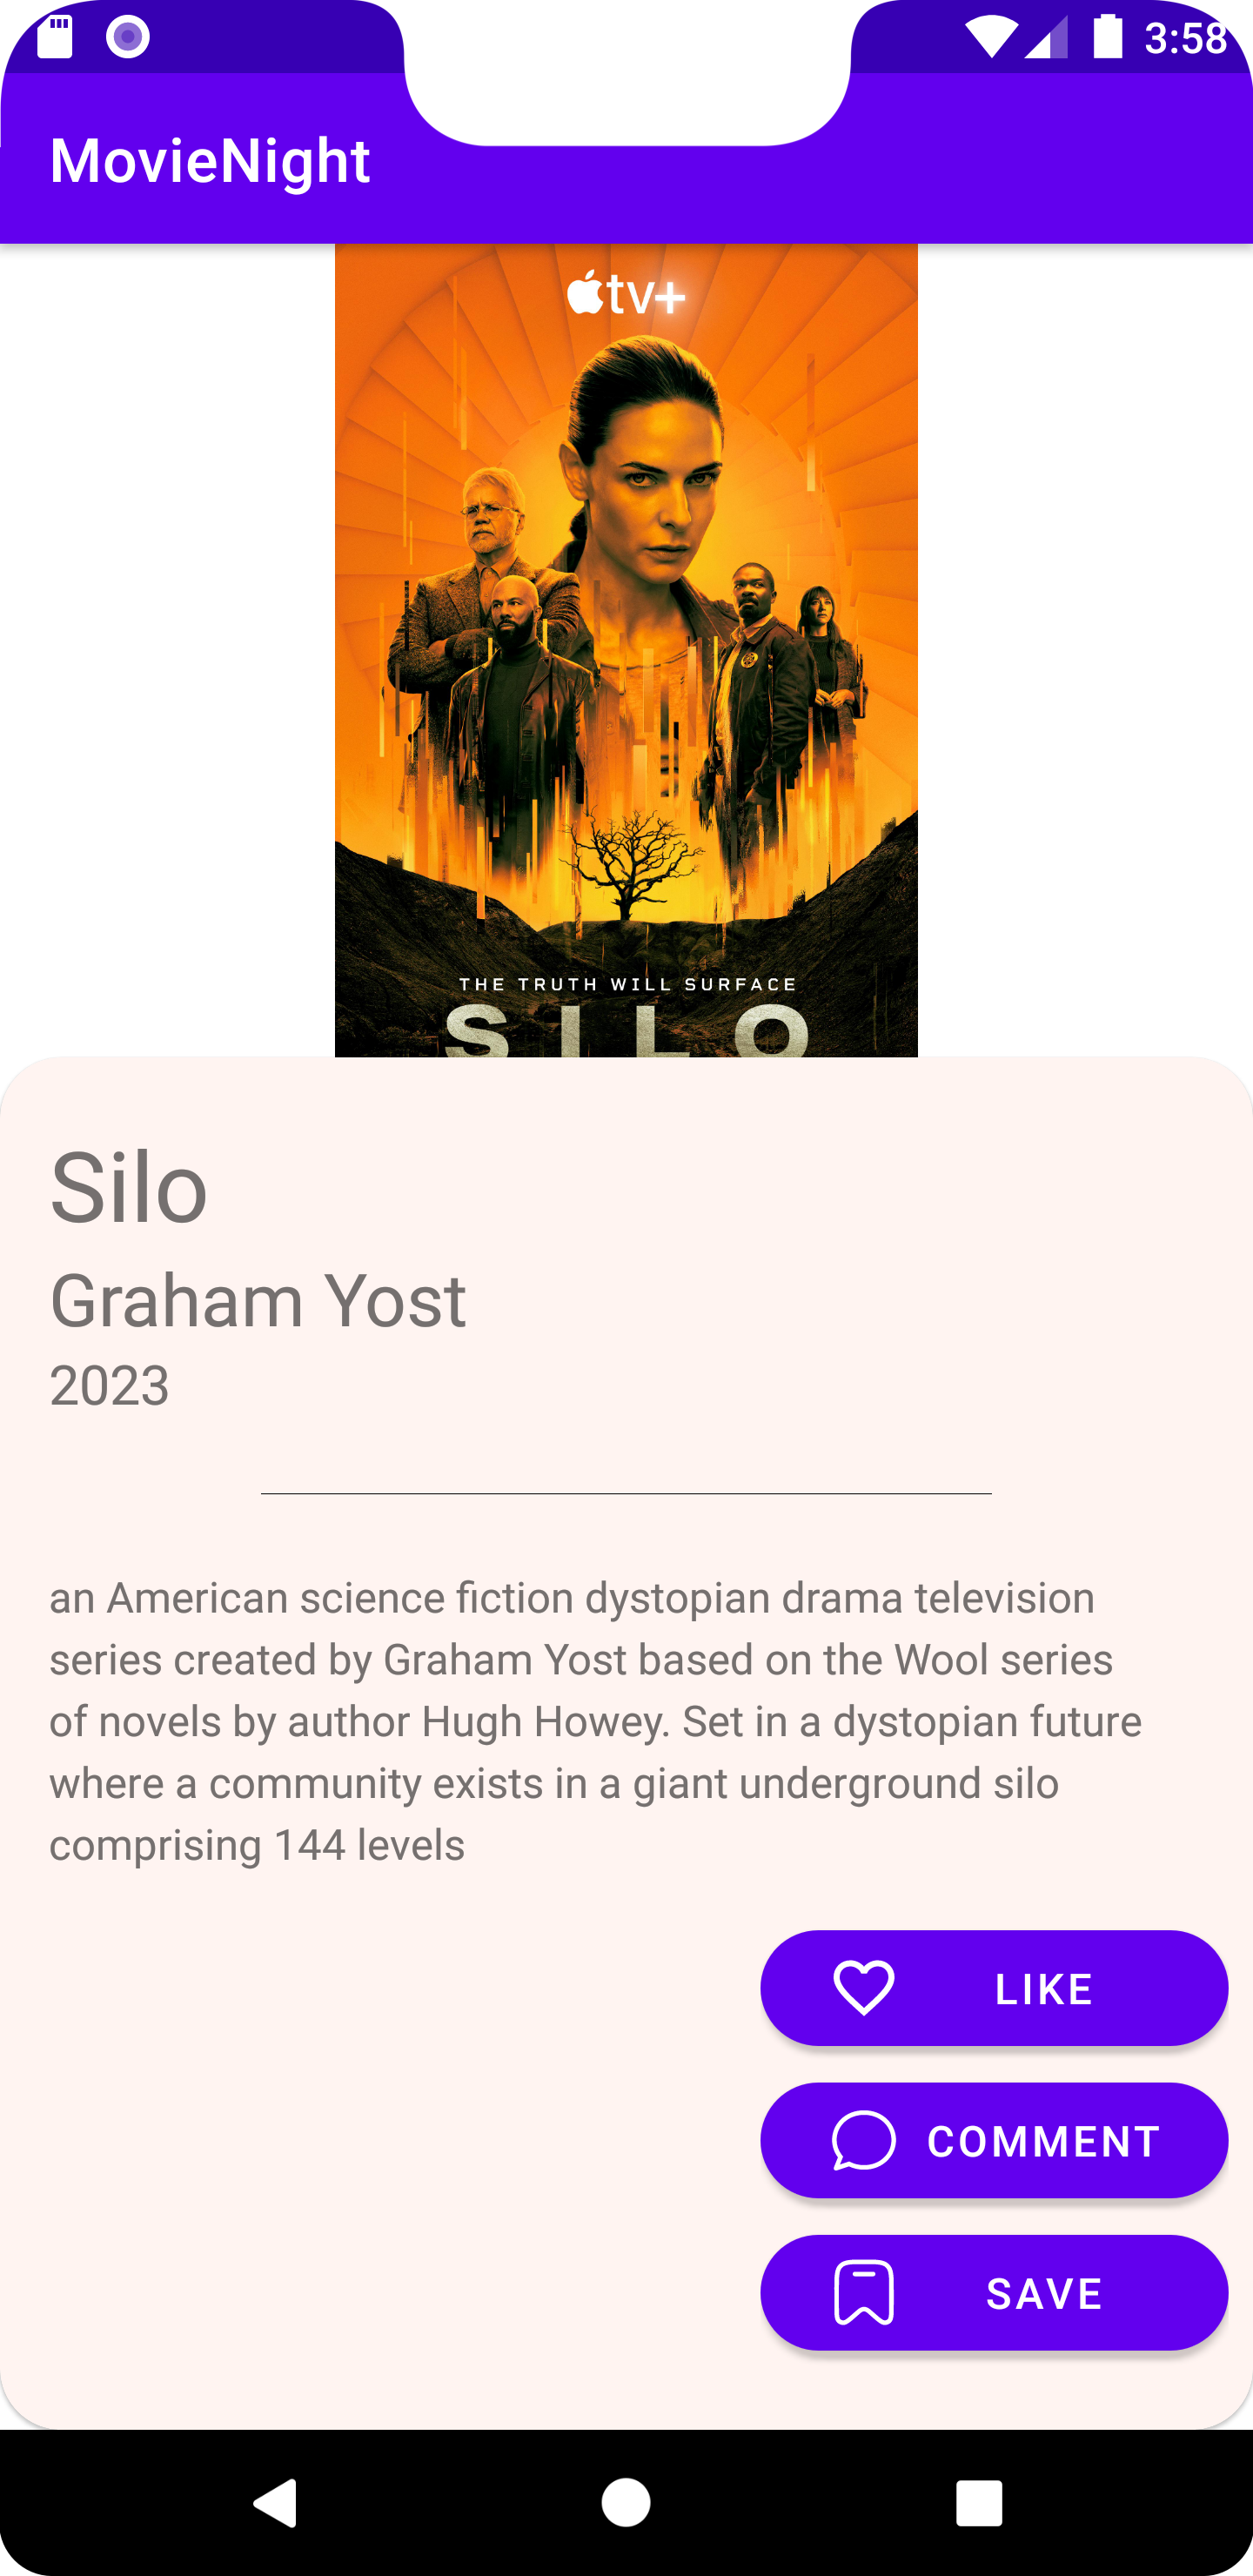 3:58
MovieNight
tv+
THE TRUTH WILL SURFACE
SILO
Silo
Graham Yost
2023
an American science fiction dystopian drama television
series created by Graham Yost based on the Wool series
of novels by author Hugh Howey. Set in a dystopian future
where a community exists in a giant underground silo
comprising 144 levels
LIKE
COMMENT
SAVE